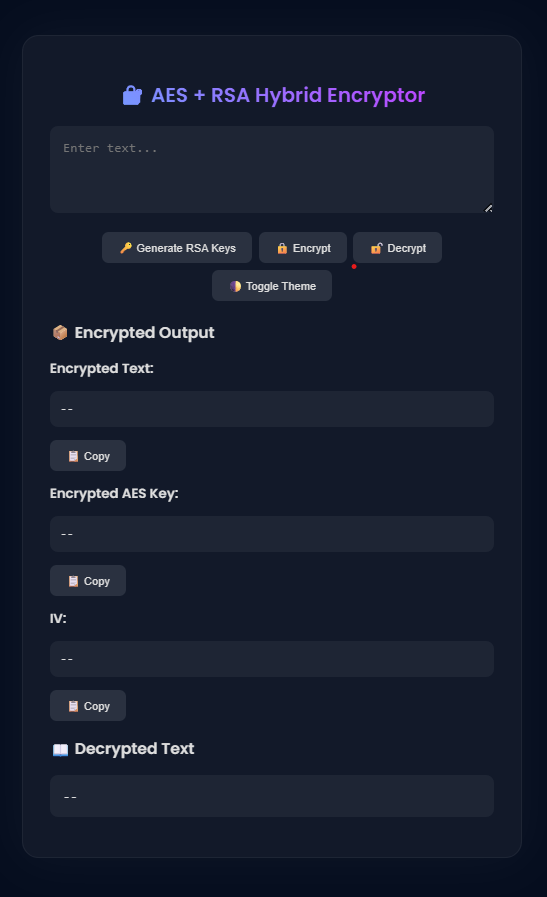 AES + RSA Hybrid Encryptor
Enter text...
Generate RSA Keys
Encrypt
Decrypt
Toggle Theme
Encrypted Output
Encrypted Text:
--
Copy
Encrypted AES Key:
--
Copy
IV:
--
Copy
Decrypted Text
--